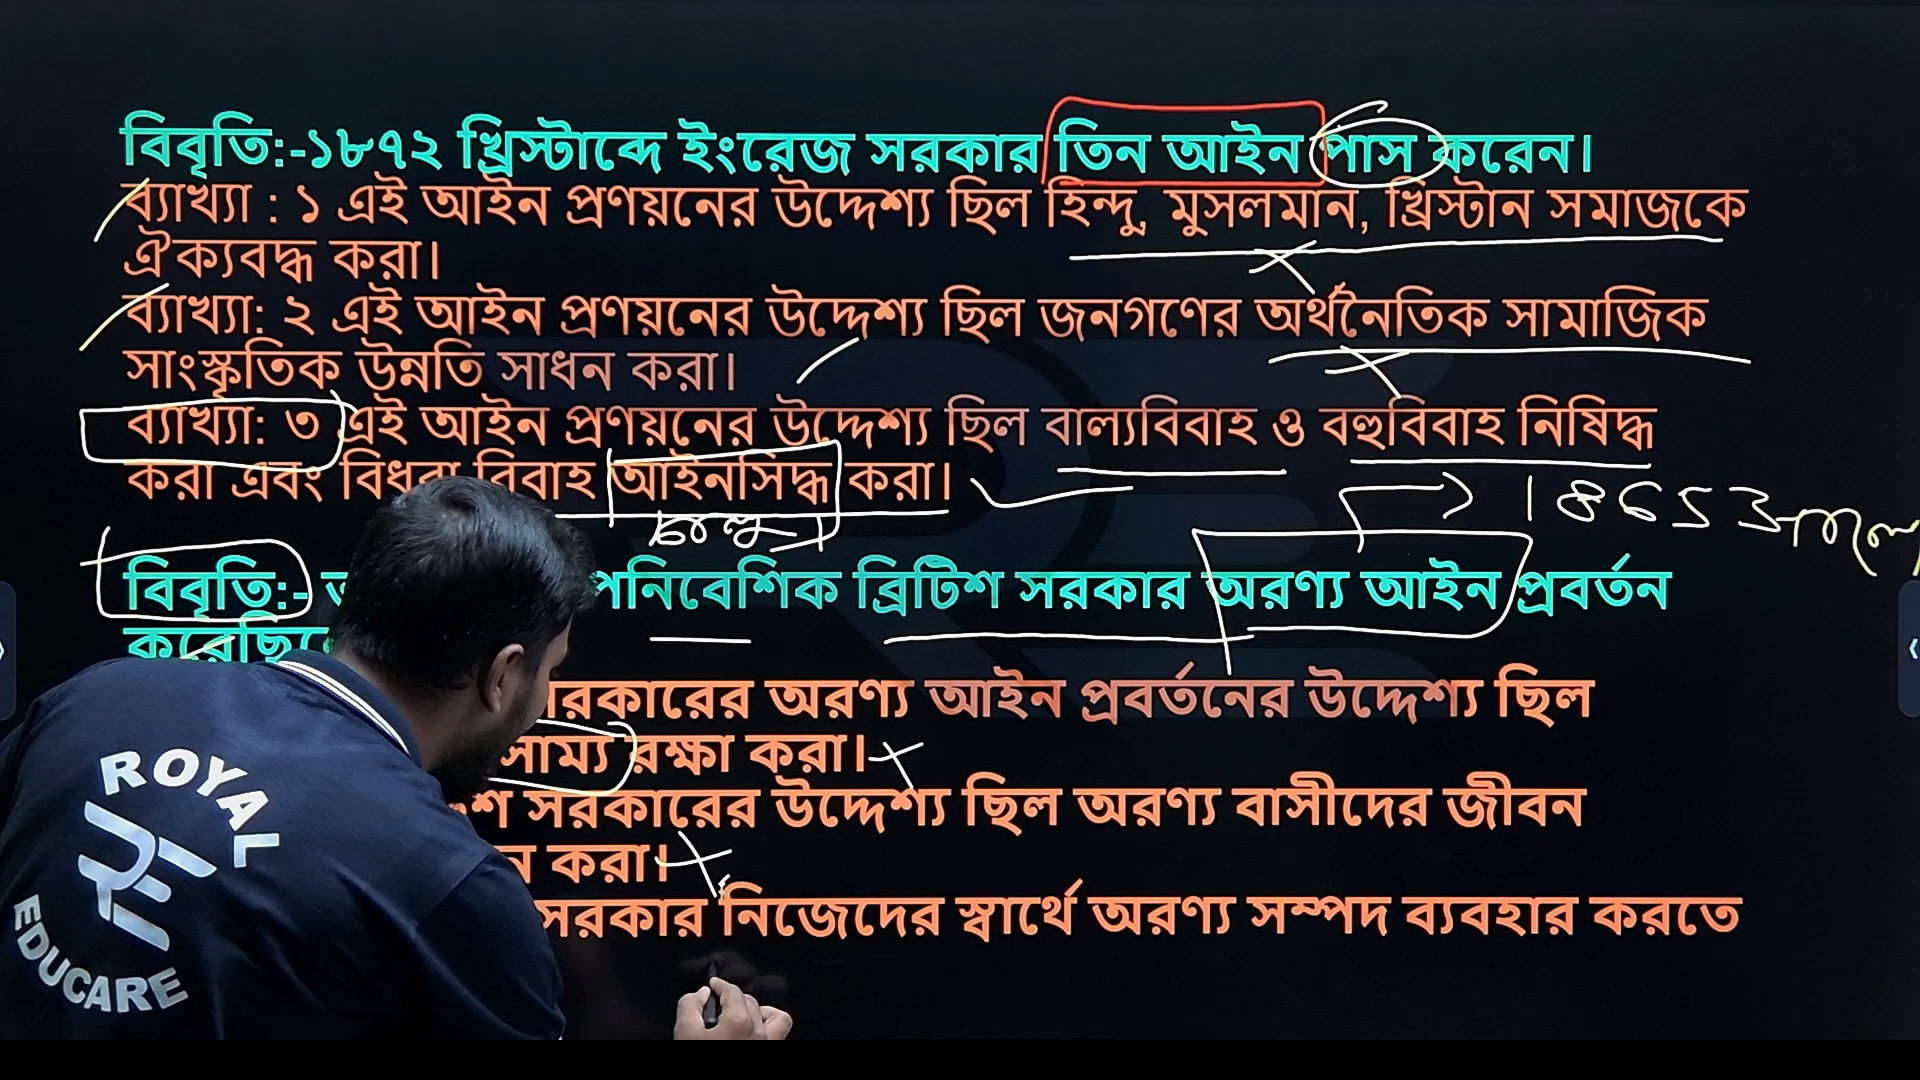 বিবৃতি:-১৮৭২ খ্রিস্টাব্দে ইংরেজ সরকার তিন আইন পাস করেন।
ব্যাখ্যা : ১ এই আইন প্রণয়নের উদ্দেশ্য ছিল হিন্দু, মুসলমান, খ্রিস্টান সমাজকে
ঐক্যবদ্ধ করা।
ব্যাখ্যা: ২ এই আইন প্রণয়নের উদ্দেশ্য ছিল জনগণের অর্থনৈতিক সামাজিক
সাংস্কৃতিক উন্নতি সাধন করা।
ব্যাখ্যা: ৩ এই আইন প্রণয়নের উদ্দেশ্য ছিল বাল্যবিবাহ ও বহুবিবাহ নিষিদ্ধ
করা এবং বিধবা বিবাহ আইনসিদ্ধ করা।
1865
বিবৃতি:- পনিবেশিক ব্রিটিশ সরকার অরণ্য আইন প্রবর্তন
রকারের অরণ্য আইন প্রবর্তনের উদ্দেশ্য ছিল
সাম্য রক্ষা করা।
শ সরকারের উদ্দেশ্য ছিল অরণ্য বাসীদের জীবন
ন করা।
সরকার নিজেদের স্বার্থে অরণ্য সম্পদ ব্যবহার করতে
ROYAL
EDUCARE